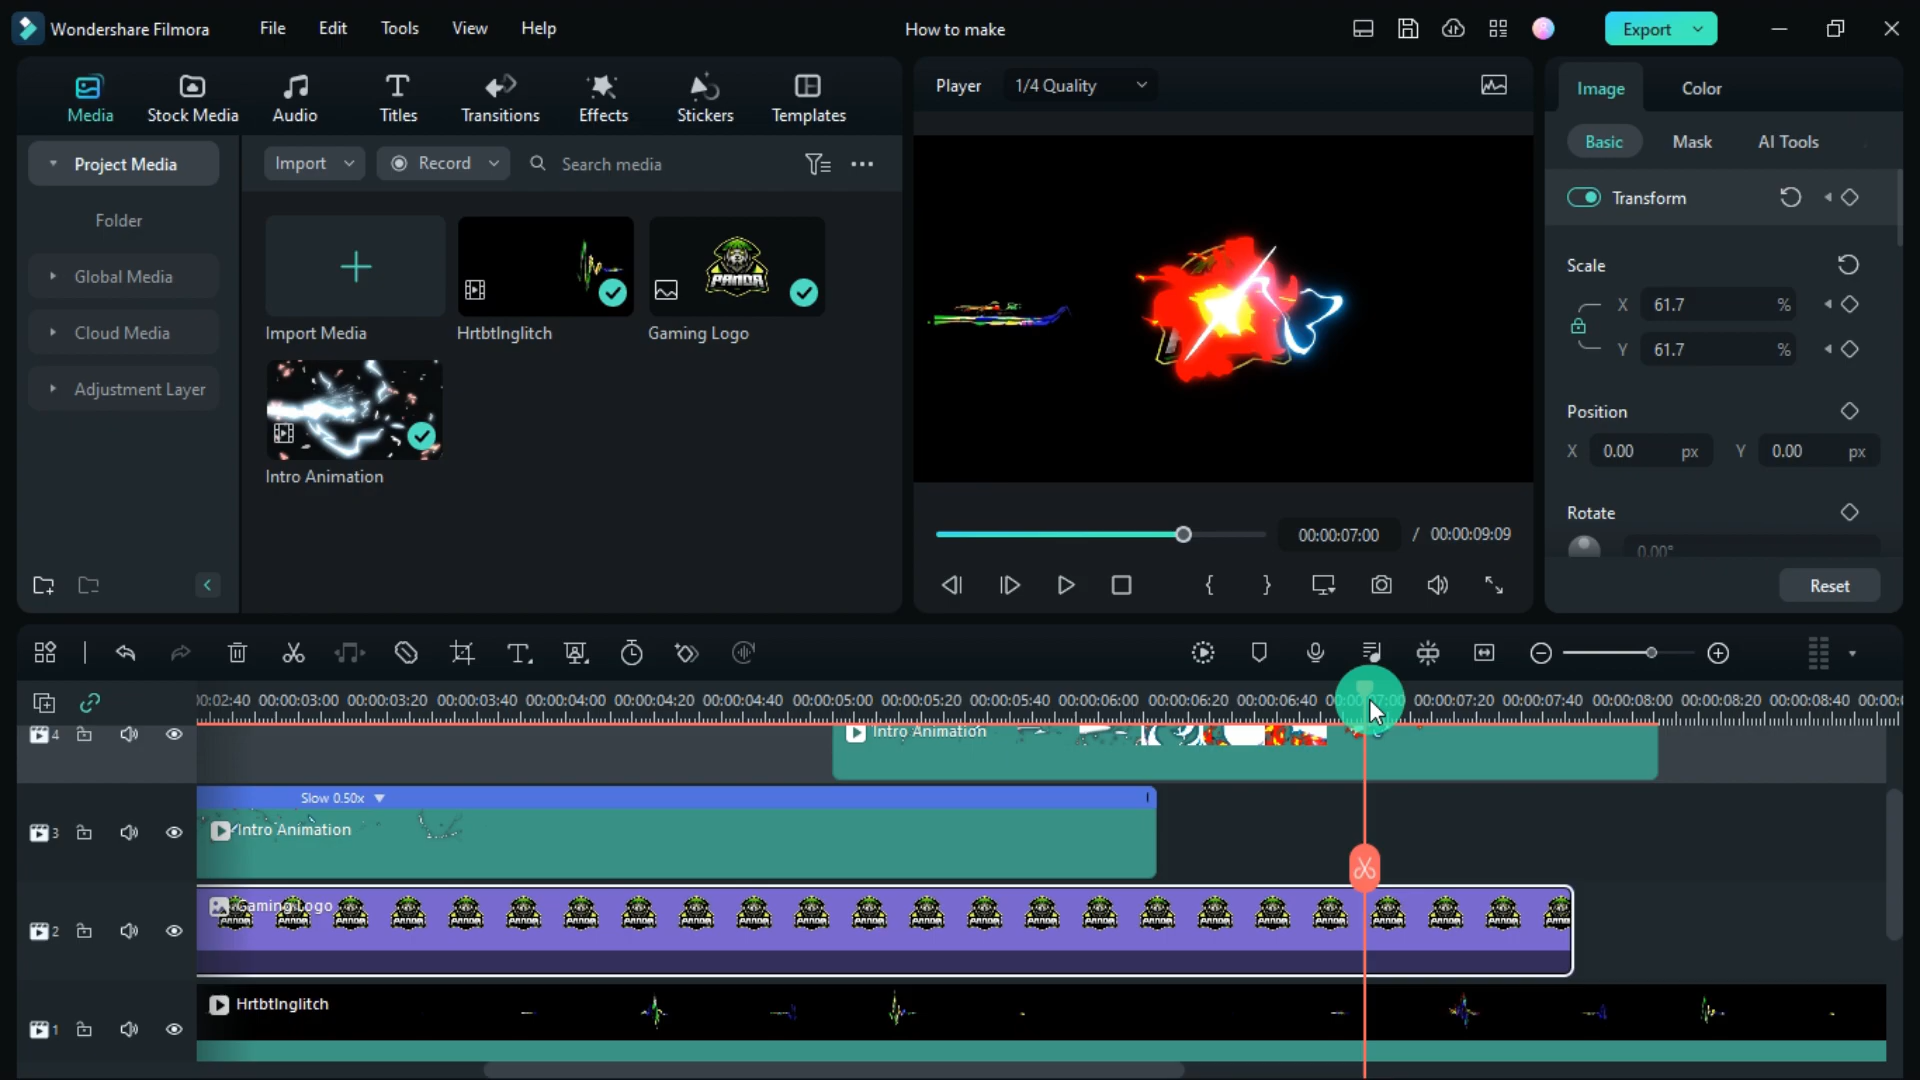 Wondershare Filmora File Edit Tools View Help How to make Export
Media Stock Media Audio Titles Transitions Effects Stickers Templates
Player 1/4 Quality
Image Color
Basic Mask AI Tools
Project Media
Folder
Global Media
Cloud Media
Adjustment Layer
Import Record Search media
PANDA
Import Media HrtbtInglitch Gaming Logo
Intro Animation
00:00:07:00 / 00:00:09:09
Transform
Scale
X 61.7 %
Y 61.7 %
Position
X 0.00 px Y 0.00 px
Rotate
0.00°
Reset
00:00:03:00 00:00:03:20 00:00:03:40 00:00:04:00 00:00:04:20 00:00:04:40 00:00:05:00 00:00:05:20 00:00:05:40 00:00:06:00 00:00:06:20 00:00:06:40 00:00:07:00 00:00:07:20 00:00:07:40 00:00:08:00 00:00:08:20 00:00:08:40
4 Intro Animation
Slow 0.50x
3 Intro Animation
2 Gaming Logo
1 HrtbtInglitch